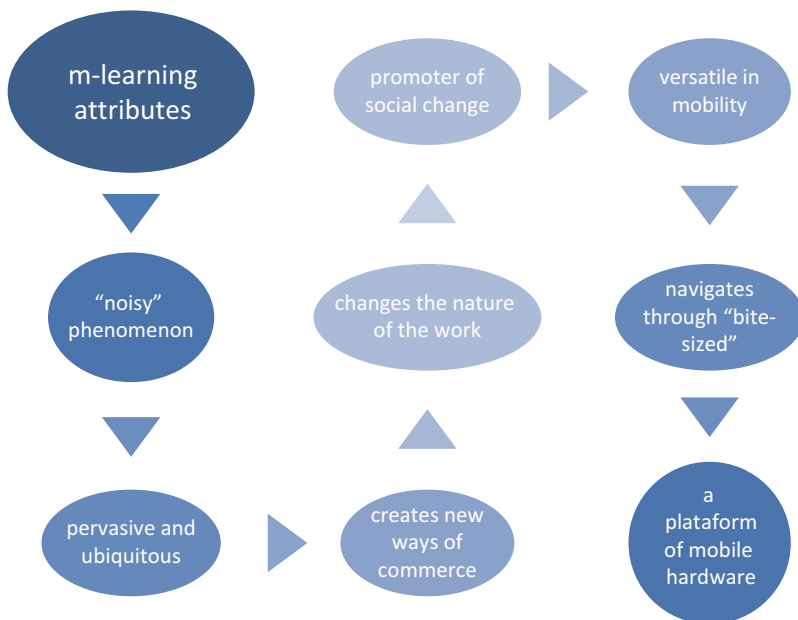 m-learning
attributes
“noisy”
phenomenon
pervasive and
ubiquitous
creates new
ways of
commerce
changes the nature
of the work
promoter of
social change
versatile in
mobility
navigates
through “bite-
sized”
a
plataform
of mobile
hardware